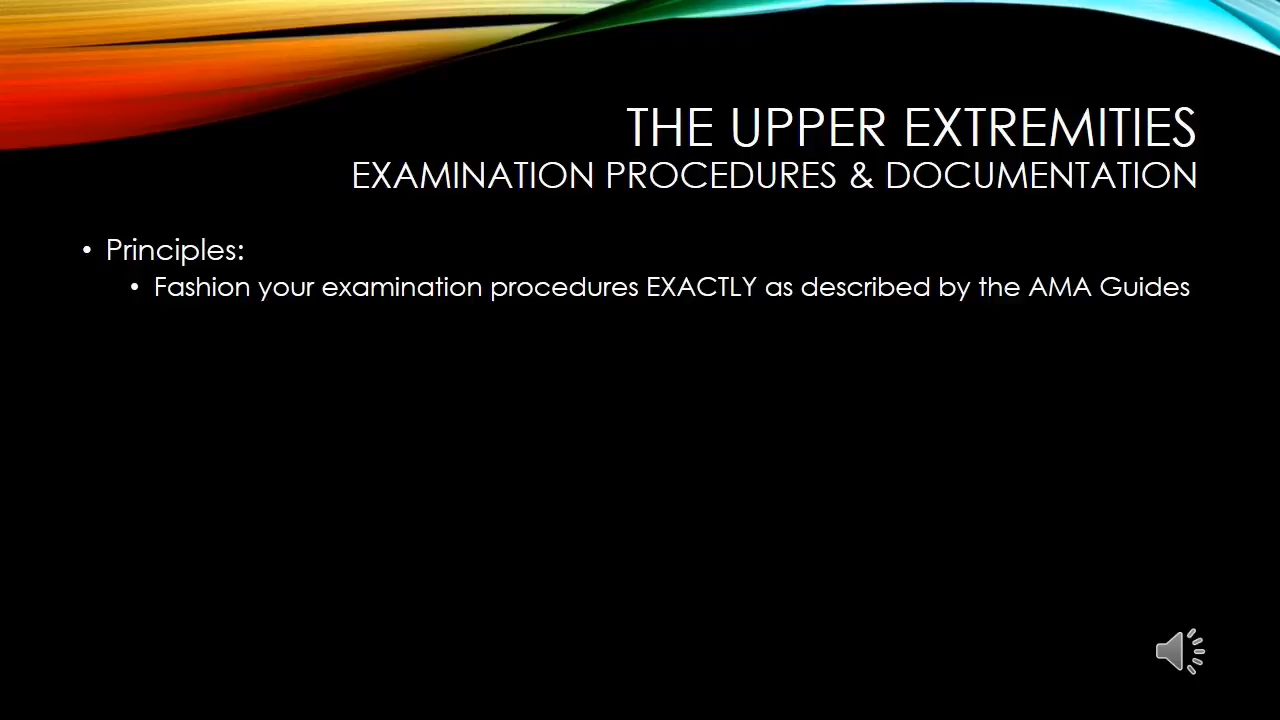 THE UPPER EXTREMITIES
EXAMINATION PROCEDURES & DOCUMENTATION
• Principles:
• Fashion your examination procedures EXACTLY as described by the AMA Guides